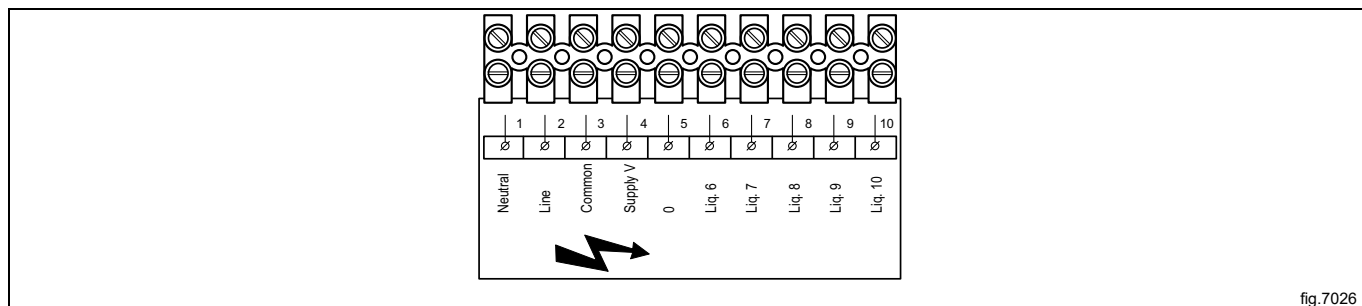 1 2 3 4 5 6 7 8 9 10
Neutral
Line
Common
Supply V
0
Liq. 6
Liq. 7
Liq. 8
Liq. 9
Liq. 10
fig.7026